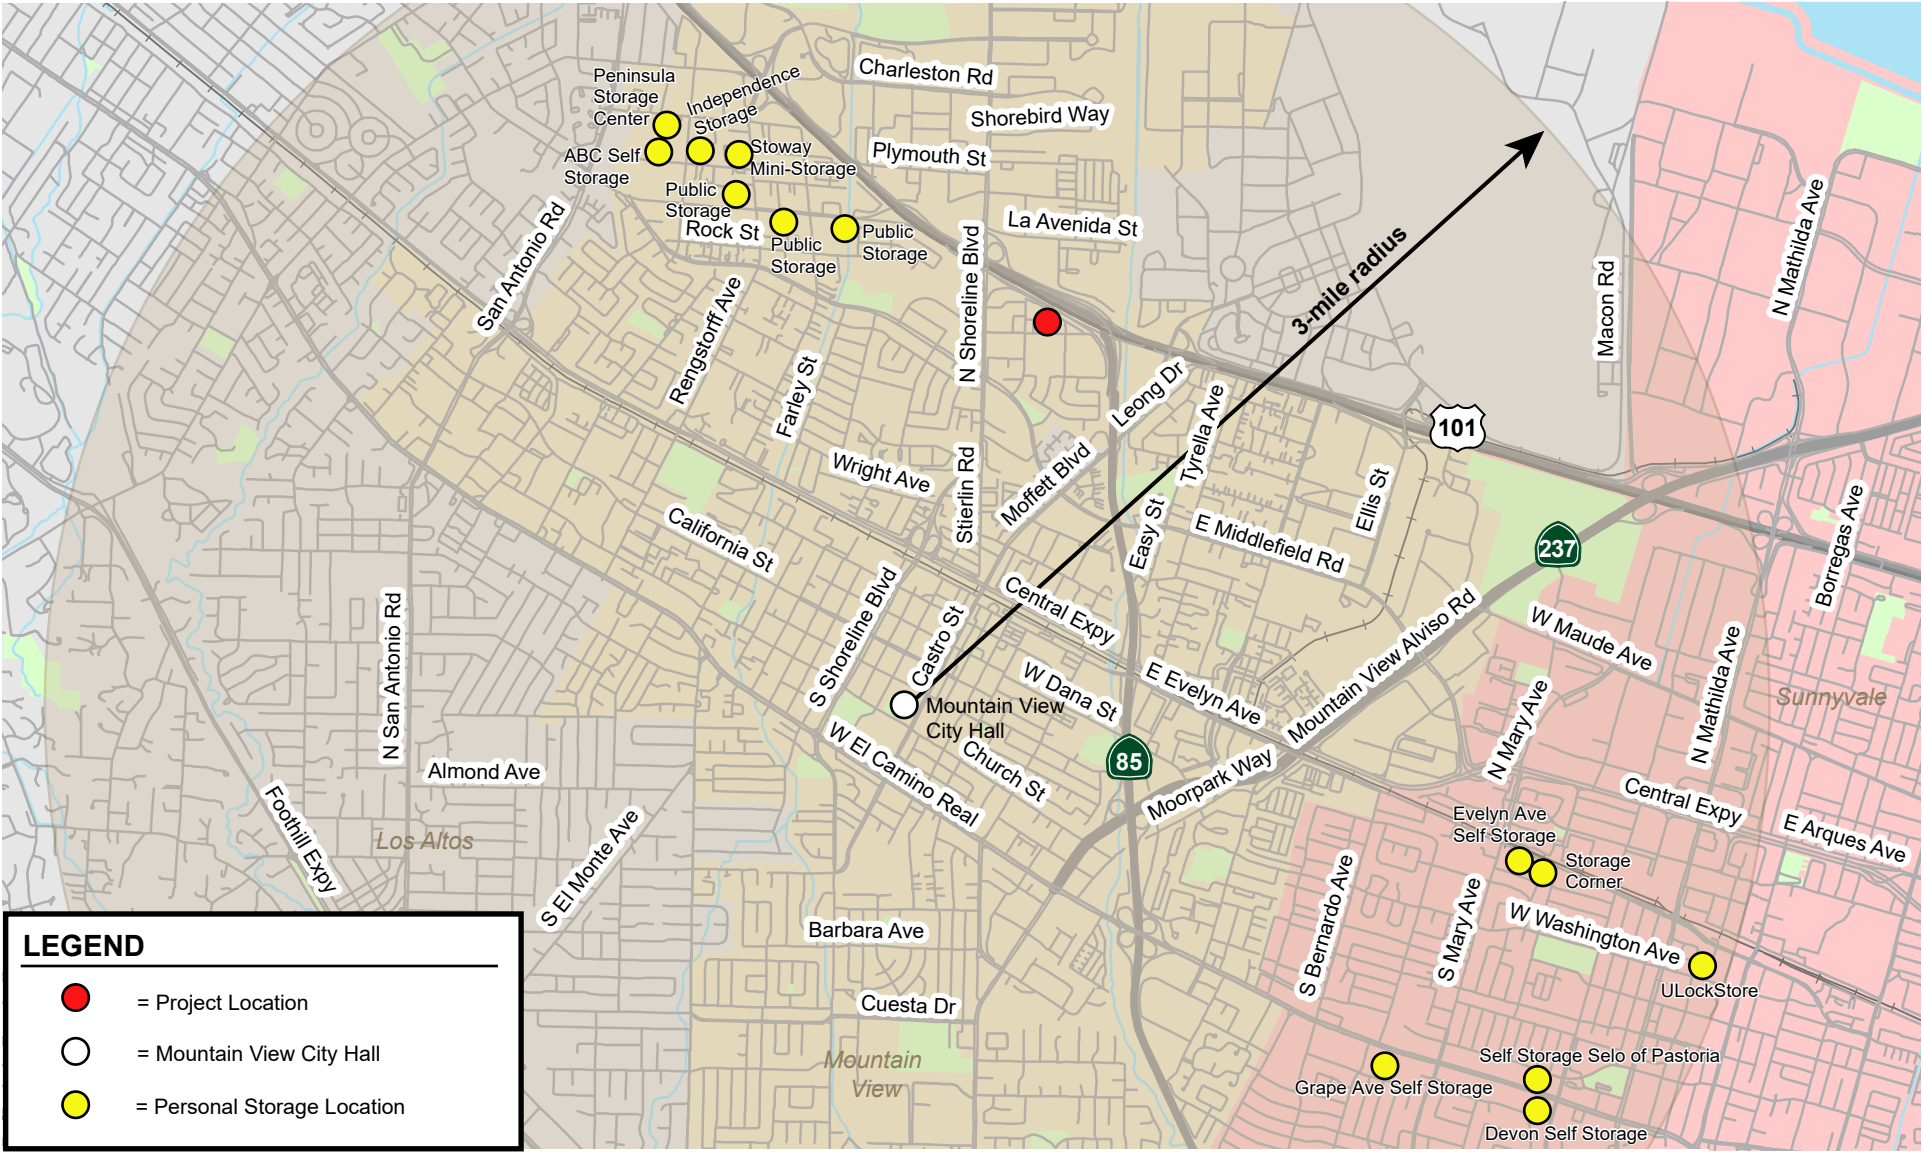 Charleston Rd
Peninsula
Storage
Center
Independence
Storage
Shorebird Way
ABC Self
Storage
Stoway
Mini-Storage
Plymouth St
Public
Storage
Rock St
Public
Storage
Public
Storage
La Avenida St
San Antonio Rd
N Shoreline Blvd
3-mile radius
Macon Rd
N Mathilda Ave
Rengstorff Ave
Farley St
Leong Dr
Tyrella Ave
101
Wright Ave
Stierlin Rd
Moffett Blvd
Easy St
E Middlefield Rd
Ellis St
237
Borregas Ave
California St
N San Antonio Rd
S Shoreline Blvd
Castro St
Central Expy
W Dana St
E Evelyn Ave
Mountain View Alviso Rd
W Maude Ave
N Mary Ave
N Mathilda Ave
Sunnyvale
Mountain View
City Hall
85
Church St
W El Camino Real
Moorpark Way
Almond Ave
Foothill Expy
Los Altos
S El Monte Ave
Central Expy
E Arques Ave
Evelyn Ave
Self Storage
Storage
Corner
S Bernardo Ave
S Mary Ave
W Washington Ave
ULockStore
Barbara Ave
Cuesta Dr
Mountain
View
Self Storage Selo of Pastoria
Grape Ave Self Storage
Devon Self Storage
LEGEND
= Project Location
= Mountain View City Hall
= Personal Storage Location